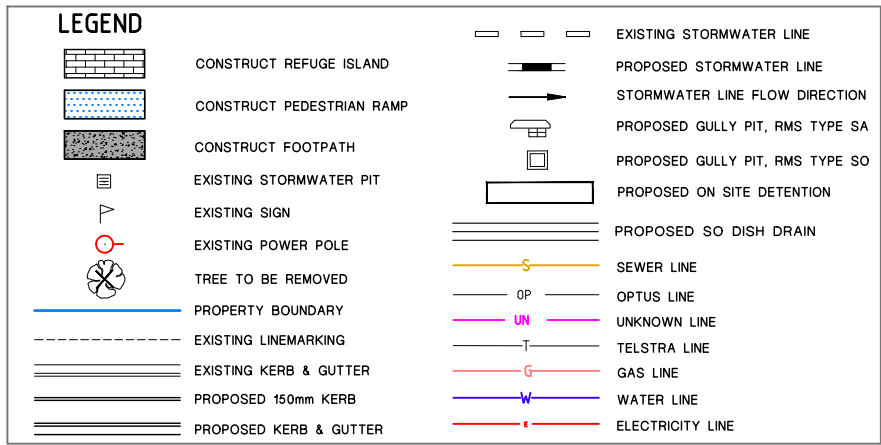 LEGEND
CONSTRUCT REFUGE ISLAND
CONSTRUCT PEDESTRIAN RAMP
CONSTRUCT FOOTPATH
EXISTING STORMWATER PIT
EXISTING SIGN
EXISTING POWER POLE
TREE TO BE REMOVED
PROPERTY BOUNDARY
EXISTING LINEMARKING
EXISTING KERB & GUTTER
PROPOSED 150mm KERB
PROPOSED KERB & GUTTER
EXISTING STORMWATER LINE
PROPOSED STORMWATER LINE
STORMWATER LINE FLOW DIRECTION
PROPOSED GULLY PIT, RMS TYPE SA
PROPOSED GULLY PIT, RMS TYPE SO
PROPOSED ON SITE DETENTION
PROPOSED SO DISH DRAIN
S SEWER LINE
OP OPTUS LINE
UN UNKNOWN LINE
T TELSTRA LINE
G GAS LINE
W WATER LINE
E ELECTRICITY LINE